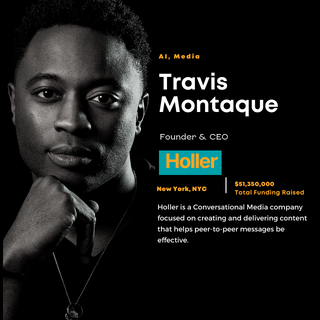 AI, Media
Travis
Montaque
Founder & CEO
Holler
New York, NYC
$51,350,000
Total Funding Raised
Holler is a Conversational Media company
focused on creating and delivering content
that helps peer-to-peer messages be
effective.